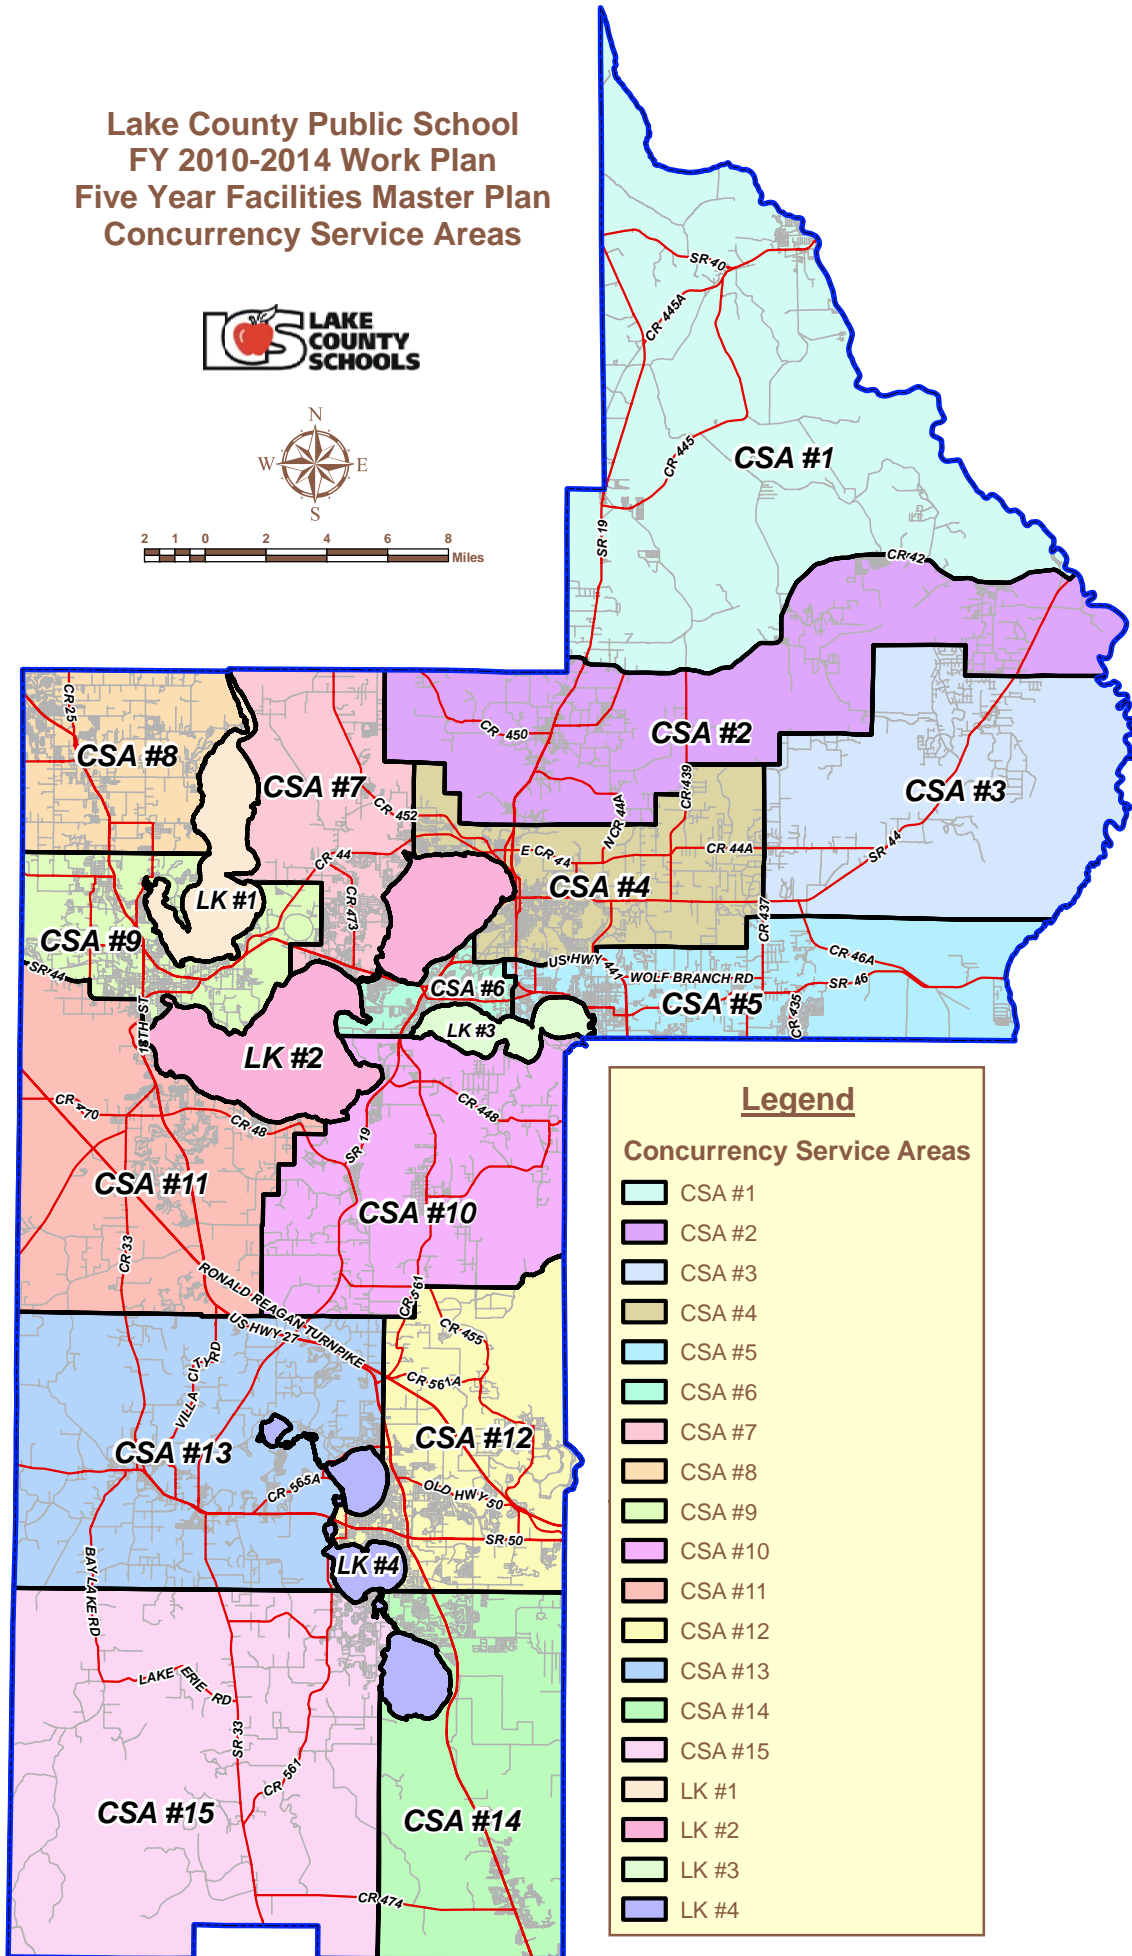 Lake County Public School
FY 2010-2014 Work Plan
Five Year Facilities Master Plan
Concurrency Service Areas
LCS LAKE
COUNTY
SCHOOLS
N
W E
S
2 1 0 2 4 6 8
Miles
SR 40
CR 445A
CR 445
CSA #1
SR 19
CR 42
CR 25
CSA #8
CSA #7
CR 450
CSA #2
CR 439
CSA #3
CR 452
N CR 44A
E CR 44
CR 44A
SR 44
CR 44
CSA #4
LK #1
CR 473
CR 437
CSA #9
SR 44
US HWY 441
WOLF BRANCH RD
CR 46A
SR 46
CSA #6
CSA #5
CR 435
18TH ST
LK #3
LK #2
CR 470
CR 48
CR 448
SR 19
CSA #11
CSA #10
CR 33
RONALD REAGAN TURNPIKE
US HWY 27
CR 561
CR 455
VILLA CITY RD
CR 561A
CSA #13
CSA #12
CR 565A
OLD HWY 50
SR 50
BAY LAKE RD
LK #4
LAKE ERIE RD
SR 33
CR 561
CSA #15
CSA #14
CR 474
Legend
Concurrency Service Areas
CSA #1
CSA #2
CSA #3
CSA #4
CSA #5
CSA #6
CSA #7
CSA #8
CSA #9
CSA #10
CSA #11
CSA #12
CSA #13
CSA #14
CSA #15
LK #1
LK #2
LK #3
LK #4